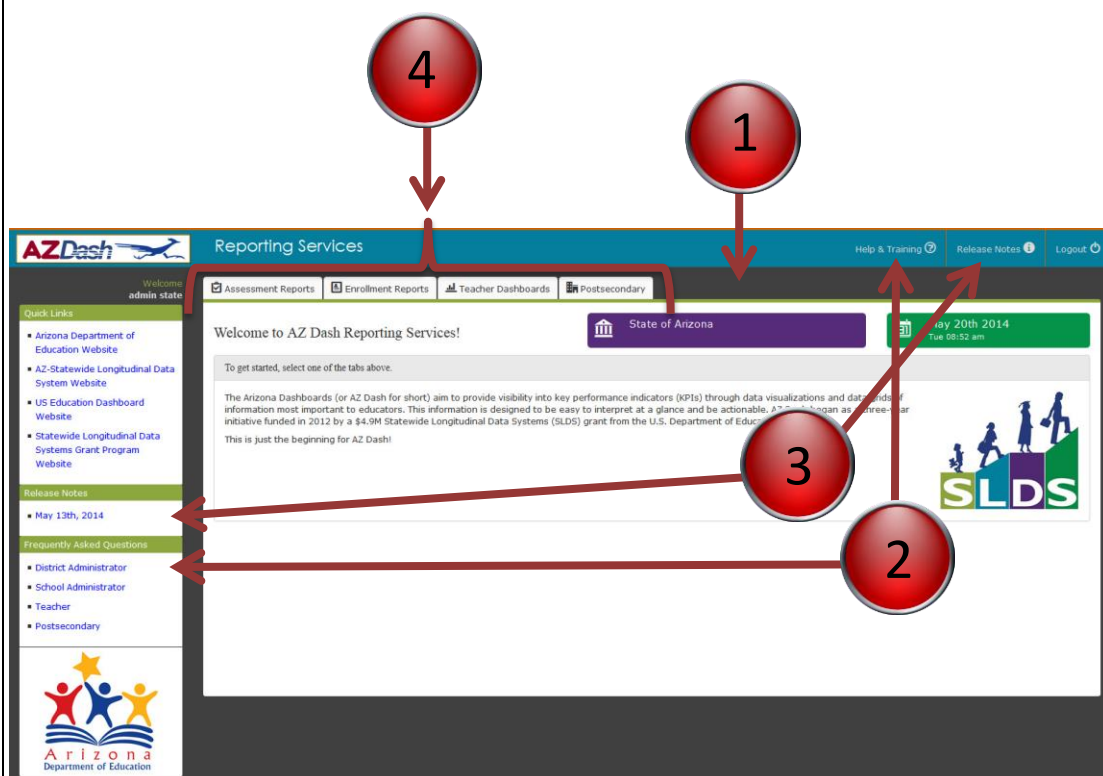 4
1
AZDash
Reporting Services
Help & Training
Release Notes
Logout
Welcome
admin state
Assessment Reports
Enrollment Reports
Teacher Dashboards
Postsecondary
Quick Links
Arizona Department of
Education Website
AZ-Statewide Longitudinal Data
System Website
US Education Dashboard
Website
Statewide Longitudinal Data
Systems Grant Program
Website
Release Notes
May 13th, 2014
Frequently Asked Questions
District Administrator
School Administrator
Teacher
Postsecondary
Arizona
Department of Education
Welcome to AZ Dash Reporting Services!
State of Arizona
May 20th 2014
Tue 08:52 am
To get started, select one of the tabs above.
The Arizona Dashboards (or AZ Dash for short) aim to provide visibility into key performance indicators (KPIs) through data visualizations and data of
information most important to educators. This information is designed to be easy to interpret at a glance and be actionable. began as
initiative funded in 2012 by a $4.9M Statewide Longitudinal Data Systems (SLDS) grant from the U.S. Department of
This is just the beginning for AZ Dash!
SLDS
3
2